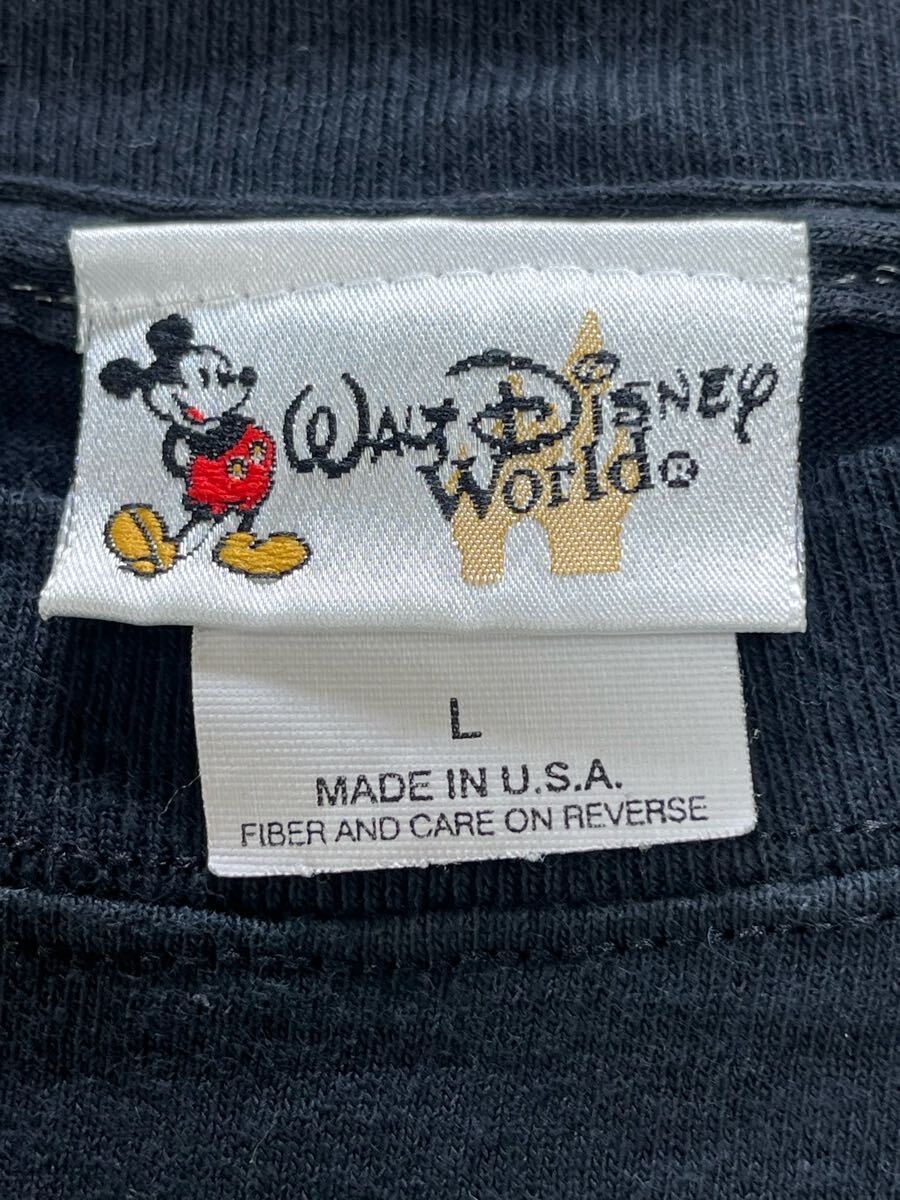 Walt Disney
World®
L
MADE IN U.S.A.
FIBER AND CARE ON REVERSE